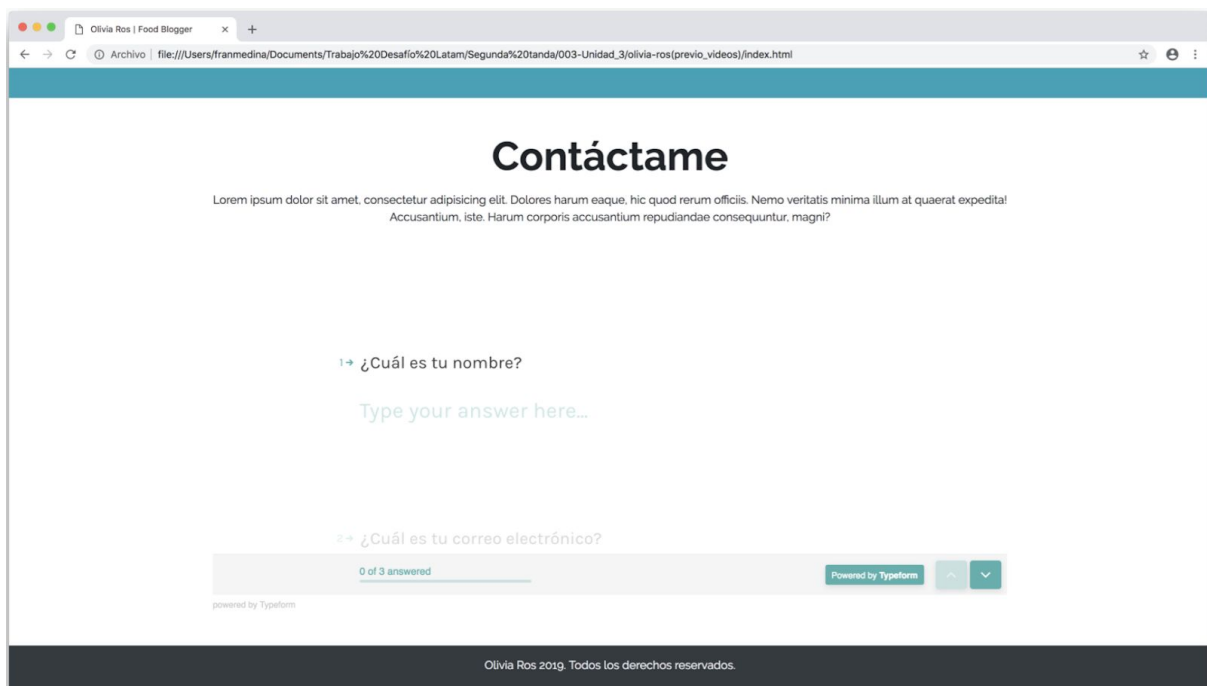 Olivia Ros | Food Blogger
Archivo | file:///Users/franmedina/Documents/Trabajo%20Desafío%20Latam/Segunda%20tanda/003-Unidad_3/olivia-ros(previo_videos)/index.html
Contáctame
Lorem ipsum dolor sit amet, consectetur adipisicing elit. Dolores harum eaque, hic quod rerum officiis. Nemo veritatis minima illum at quaerat expedita!
Accusantium, iste. Harum corporis accusantium repudiandae consequuntur, magni?
1 ¿Cuál es tu nombre?
Type your answer here...
2 ¿Cuál es tu correo electrónico?
0 of 3 answered
Powered by Typeform
powered by Typeform
Olivia Ros 2019. Todos los derechos reservados.